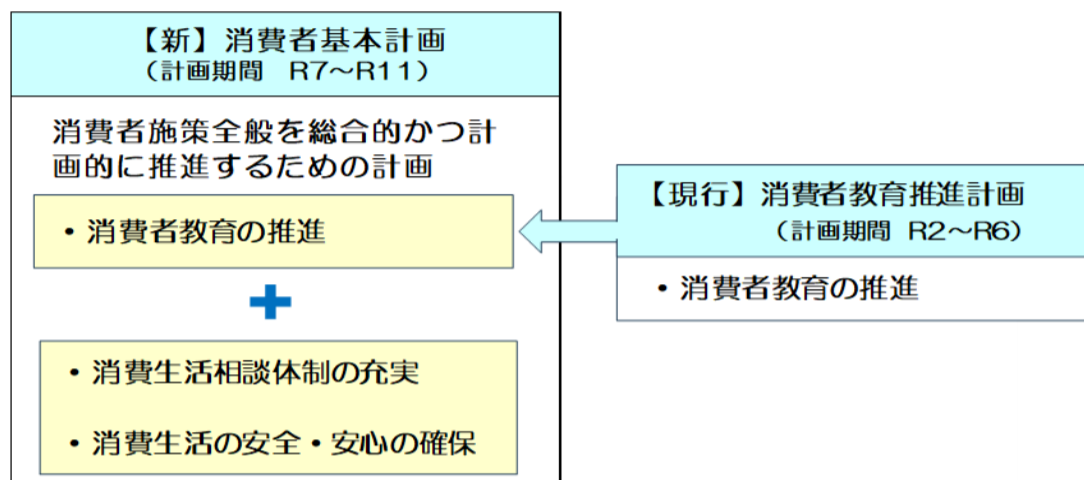 【新】消費者基本計画
（計画期間　R7～R11）
消費者施策全般を総合的かつ計
画的に推進するための計画
・消費者教育の推進
・消費生活相談体制の充実
・消費生活の安全・安心の確保
【現行】消費者教育推進計画
（計画期間　R2～R6）
・消費者教育の推進